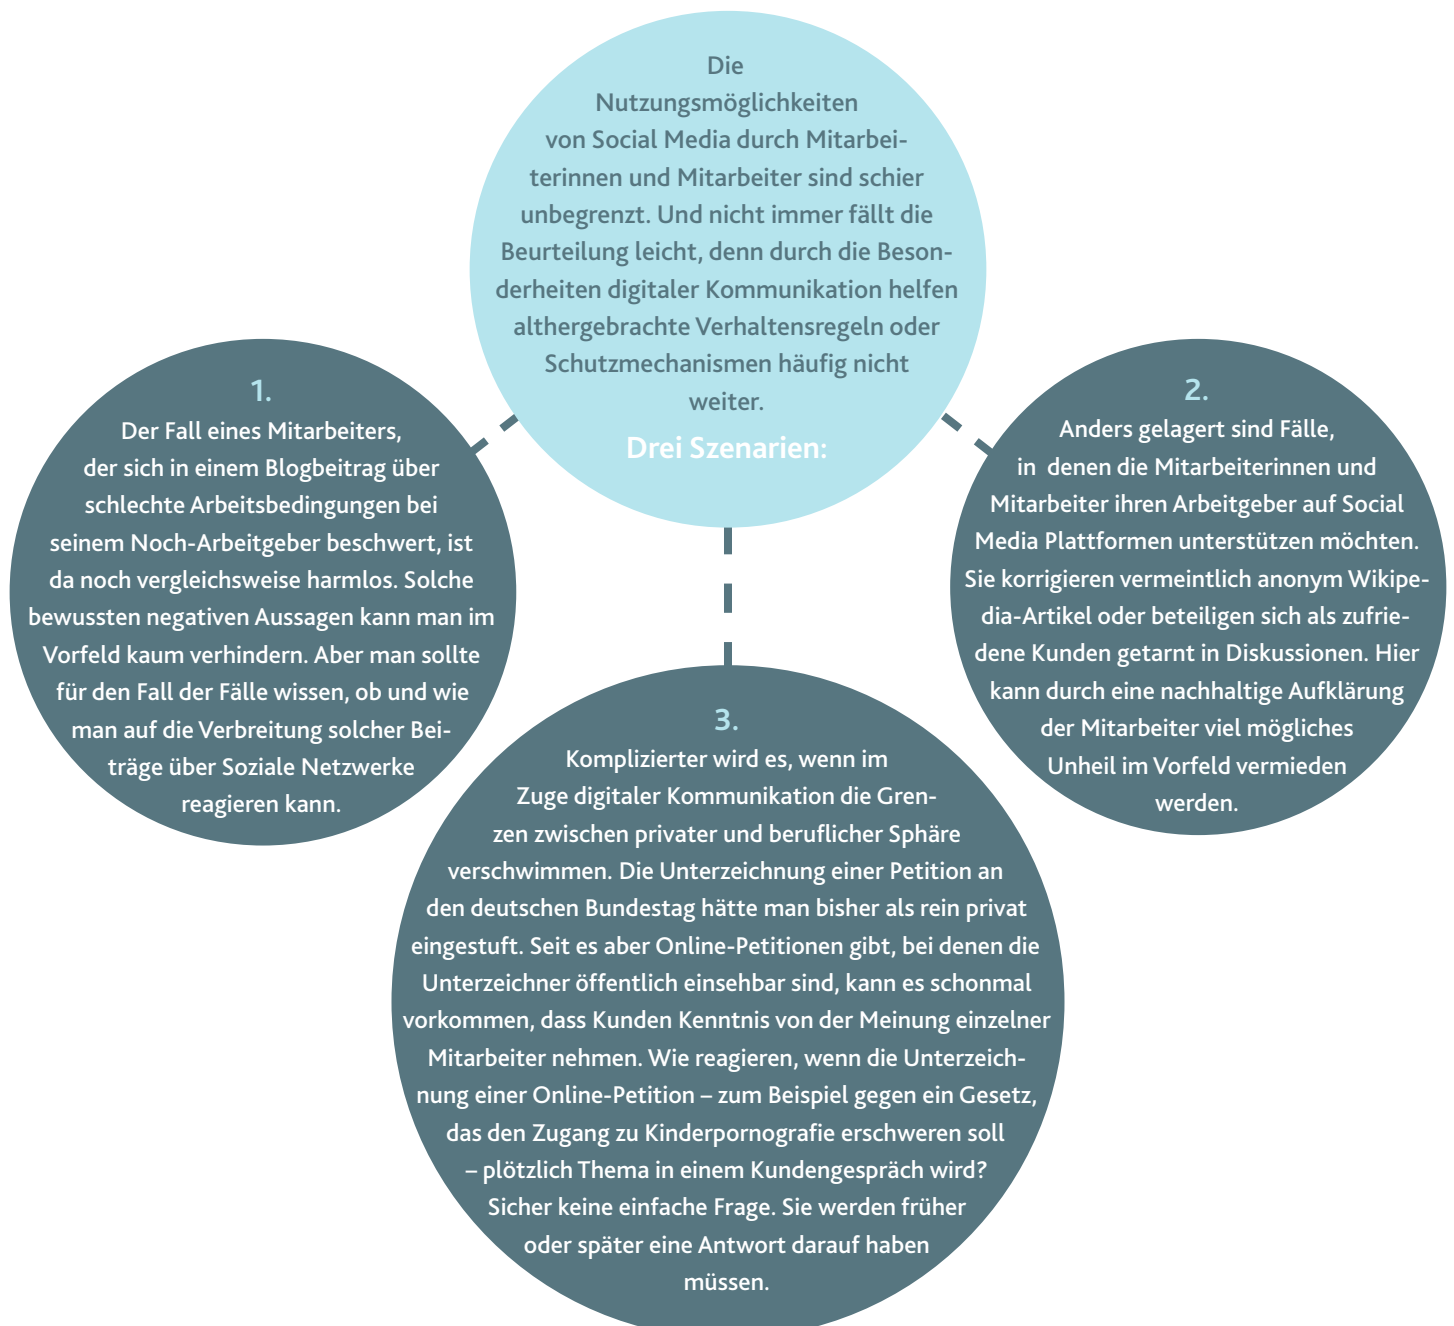 Die
Nutzungsmöglichkeiten
von Social Media durch Mitarbei-
terinnen und Mitarbeiter sind schier
unbegrenzt. Und nicht immer fällt die
Beurteilung leicht, denn durch die Beson-
derheiten digitaler Kommunikation helfen
althergebrachte Verhaltensregeln oder
Schutzmechanismen häufig nicht
weiter.
Drei Szenarien:
1.
Der Fall eines Mitarbeiters,
der sich in einem Blogbeitrag über
schlechte Arbeitsbedingungen bei
seinem Noch-Arbeitgeber beschwert, ist
da noch vergleichsweise harmlos. Solche
bewussten negativen Aussagen kann man im
Vorfeld kaum verhindern. Aber man sollte
für den Fall der Fälle wissen, ob und wie
man auf die Verbreitung solcher Bei-
träge über Soziale Netzwerke
reagieren kann.
2.
Anders gelagert sind Fälle,
in denen die Mitarbeiterinnen und
Mitarbeiter ihren Arbeitgeber auf Social
Media Plattformen unterstützen möchten.
Sie korrigieren vermeintlich anonym Wikipe-
dia-Artikel oder beteiligen sich als zufrie-
dene Kunden getarnt in Diskussionen. Hier
kann durch eine nachhaltige Aufklärung
der Mitarbeiter viel mögliches
Unheil im Vorfeld vermieden
werden.
3.
Komplizierter wird es, wenn im
Zuge digitaler Kommunikation die Gren-
zen zwischen privater und beruflicher Sphäre
verschwimmen. Die Unterzeichnung einer Petition an
den deutschen Bundestag hätte man bisher als rein privat
eingestuft. Seit es aber Online-Petitionen gibt, bei denen die
Unterzeichner öffentlich einsehbar sind, kann es schonmal
vorkommen, dass Kunden Kenntnis von der Meinung einzelner
Mitarbeiter nehmen. Wie reagieren, wenn die Unterzeich-
nung einer Online-Petition – zum Beispiel gegen ein Gesetz,
das den Zugang zu Kinderpornografie erschweren soll
– plötzlich Thema in einem Kundengespräch wird?
Sicher keine einfache Frage. Sie werden früher
oder später eine Antwort darauf haben
müssen.